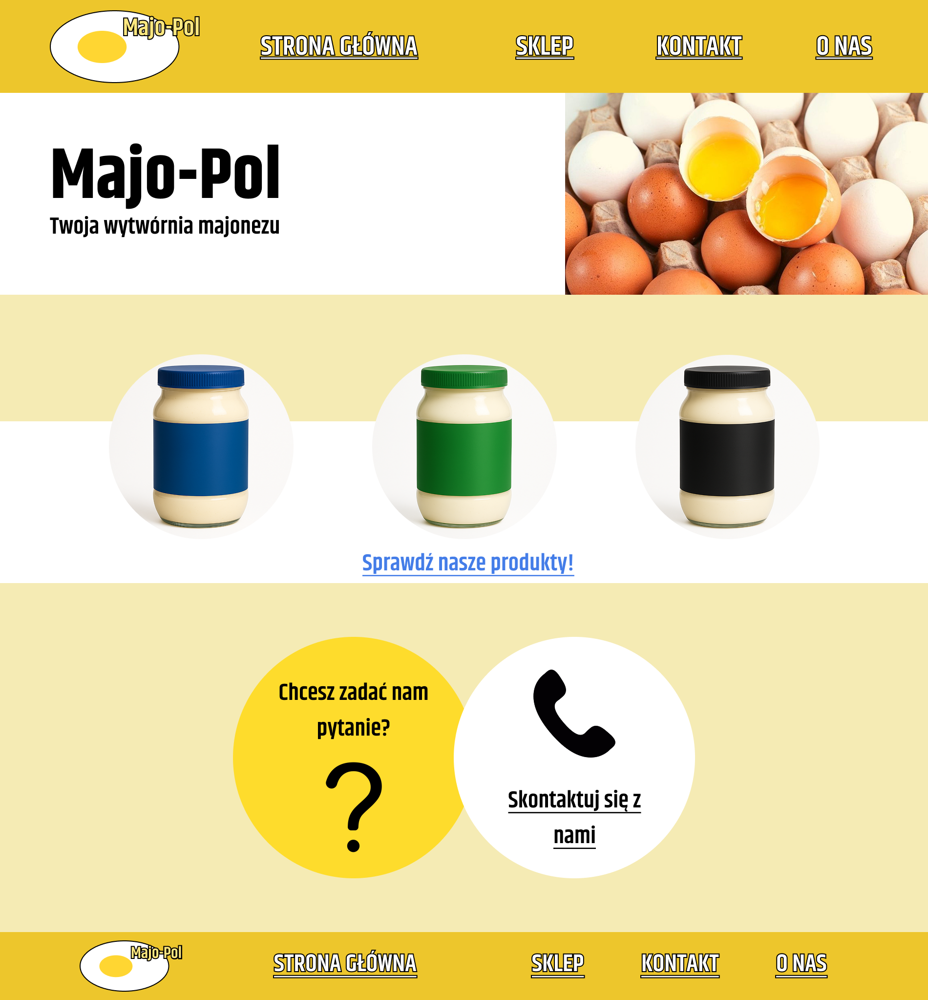 Majo-Pol
STRONA GŁÓWNA
SKLEP
KONTAKT
O NAS
Majo-Pol
Twoja wytwórnia majonezu
Sprawdź nasze produkty!
Chcesz zadać nam
pytanie?
?
Skontaktuj się z
nami
Majo-Pol
STRONA GŁÓWNA
SKLEP
KONTAKT
O NAS